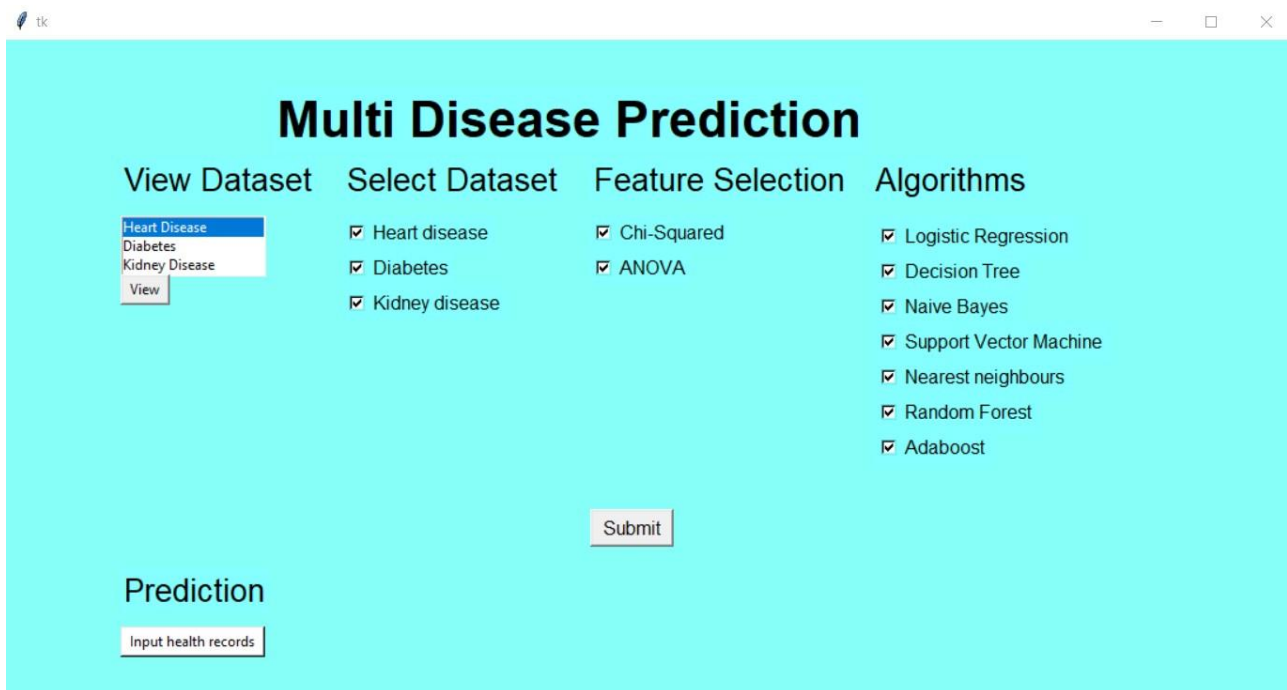 tk
Multi Disease Prediction
View Dataset
Heart Disease
Diabetes
Kidney Disease
View
Select Dataset
Heart disease
Diabetes
Kidney disease
Feature Selection
Chi-Squared
ANOVA
Algorithms
Logistic Regression
Decision Tree
Naive Bayes
Support Vector Machine
Nearest neighbours
Random Forest
Adaboost
Submit
Prediction
Input health records